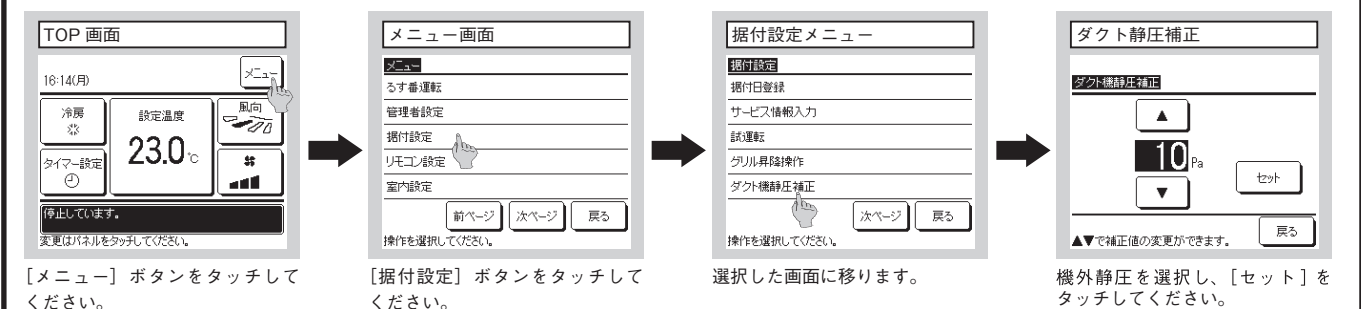 TOP 画面
16:14(月)
メニュー
冷房
設定温度
風向
23.0℃
タイマー設定
停止しています。
変更はパネルをタッチしてください。
[メニュー] ボタンをタッチして
ください。
メニュー画面
メニュー
るす番運転
管理者設定
据付設定
リモコン設定
室内設定
前ページ 次ページ 戻る
操作を選択してください。
[据付設定] ボタンをタッチして
ください。
据付設定メニュー
据付設定
据付日登録
サービス情報入力
試運転
グリル昇降操作
ダクト機静圧補正
次ページ 戻る
操作を選択してください。
選択した画面に移ります。
ダクト静圧補正
ダクト機静圧補正
▲
10 Pa
セット
▼
▲▼で補正値の変更ができます。
戻る
機外静圧を選択し、[セット] を
タッチしてください。